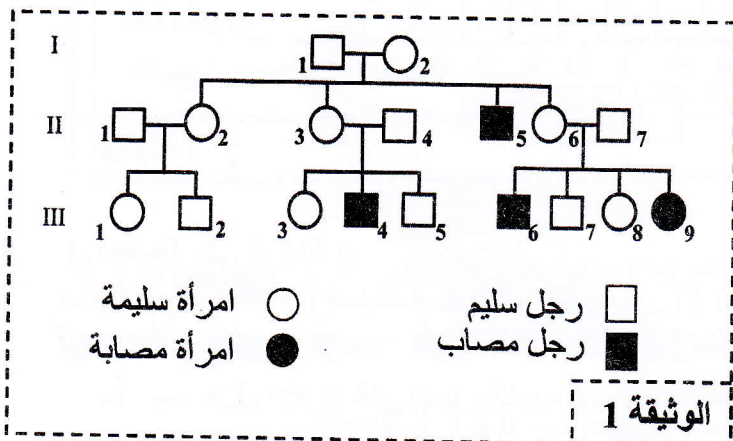 I
1 2
II
1 2 3 4 5 6 7
III
1 2 3 4 5 6 7 8 9
رجل سليم امرأة سليمة
رجل مصاب امرأة مصابة
الوثيقة 1